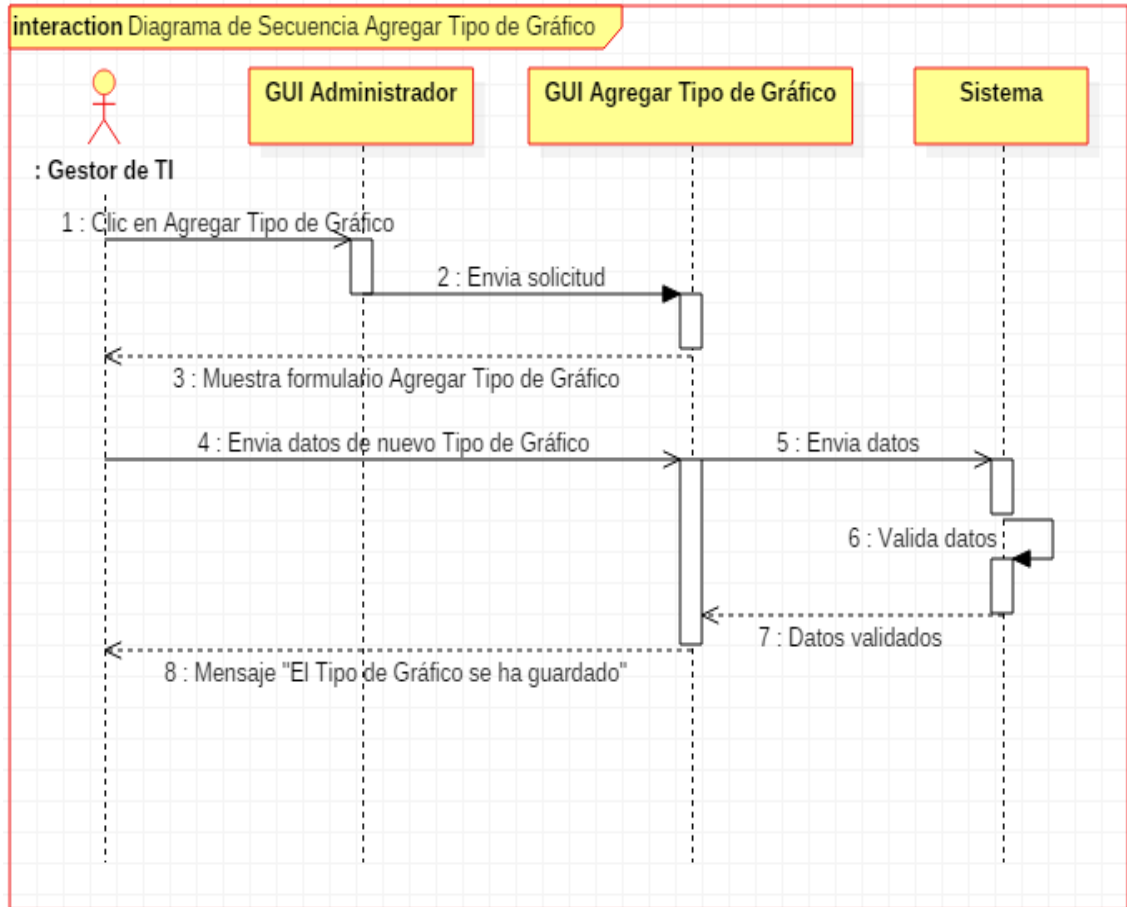 interaction Diagrama de Secuencia Agregar Tipo de Gráfico
GUI Administrador
GUI Agregar Tipo de Gráfico
Sistema
: Gestor de TI
1 : Clic en Agregar Tipo de Gráfico
2 : Envia solicitud
3 : Muestra formulario Agregar Tipo de Gráfico
4 : Envia datos de nuevo Tipo de Gráfico
5 : Envia datos
6 : Valida datos
7 : Datos validados
8 : Mensaje "El Tipo de Gráfico se ha guardado"